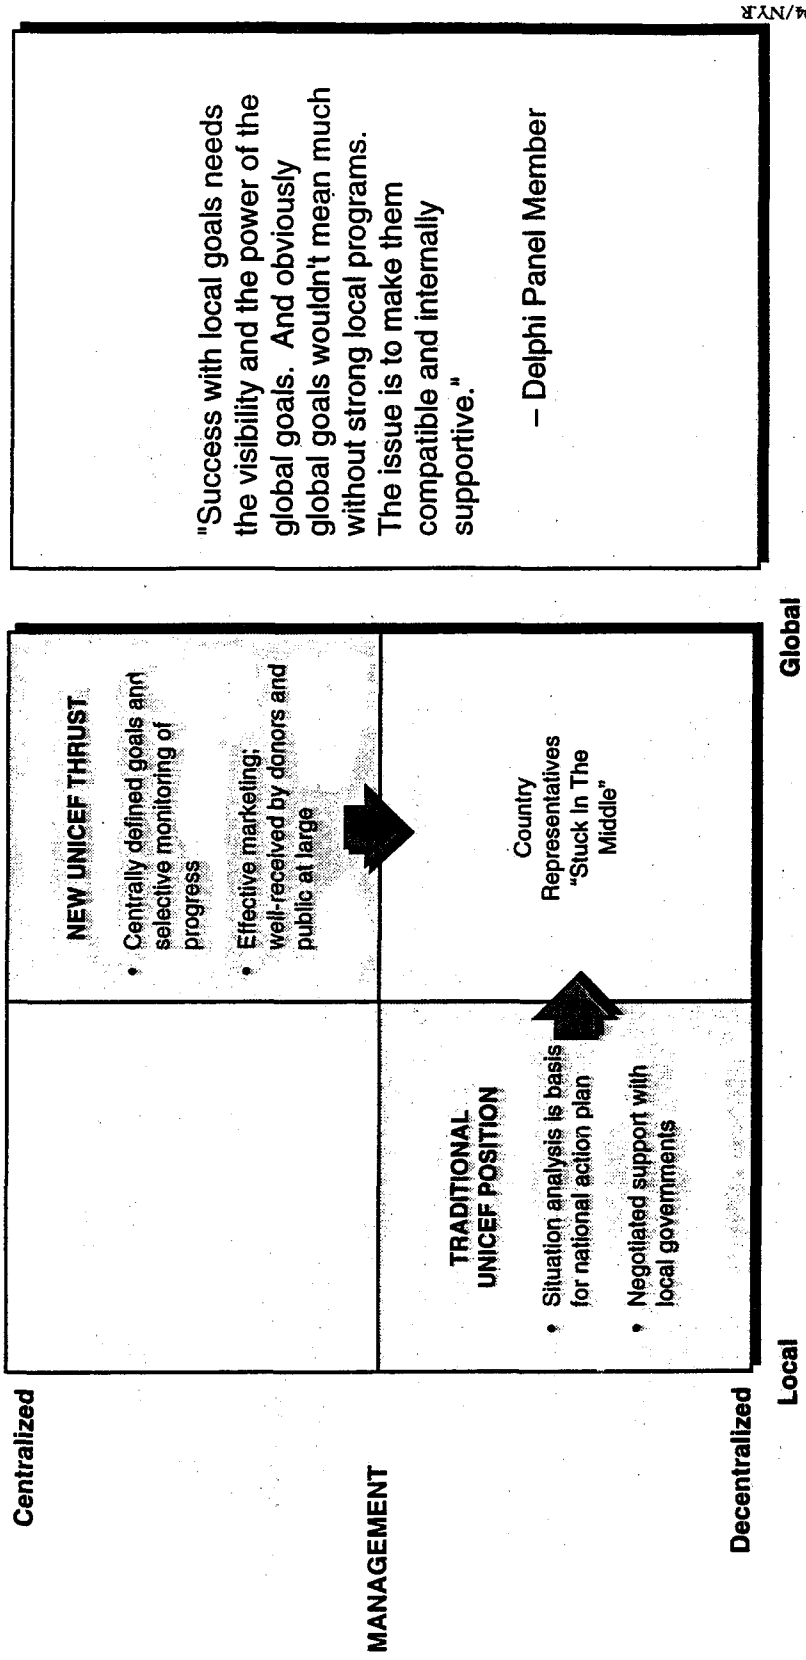 Centralized
MANAGEMENT
Decentralized
Local
Global
NEW UNICEF THRUST
• Centrally defined goals and
selective monitoring of
progress
• Effective marketing;
well-received by donors and
public at large
TRADITIONAL
UNICEF POSITION
• Situation analysis is basis
for national action plan
• Negotiated support with
local governments
Country
Representatives
"Stuck In The
Middle"
"Success with local goals needs
the visibility and the power of the
global goals. And obviously
global goals wouldn't mean much
without strong local programs.
The issue is to make them
compatible and internally
supportive."
– Delphi Panel Member
4/NY.R